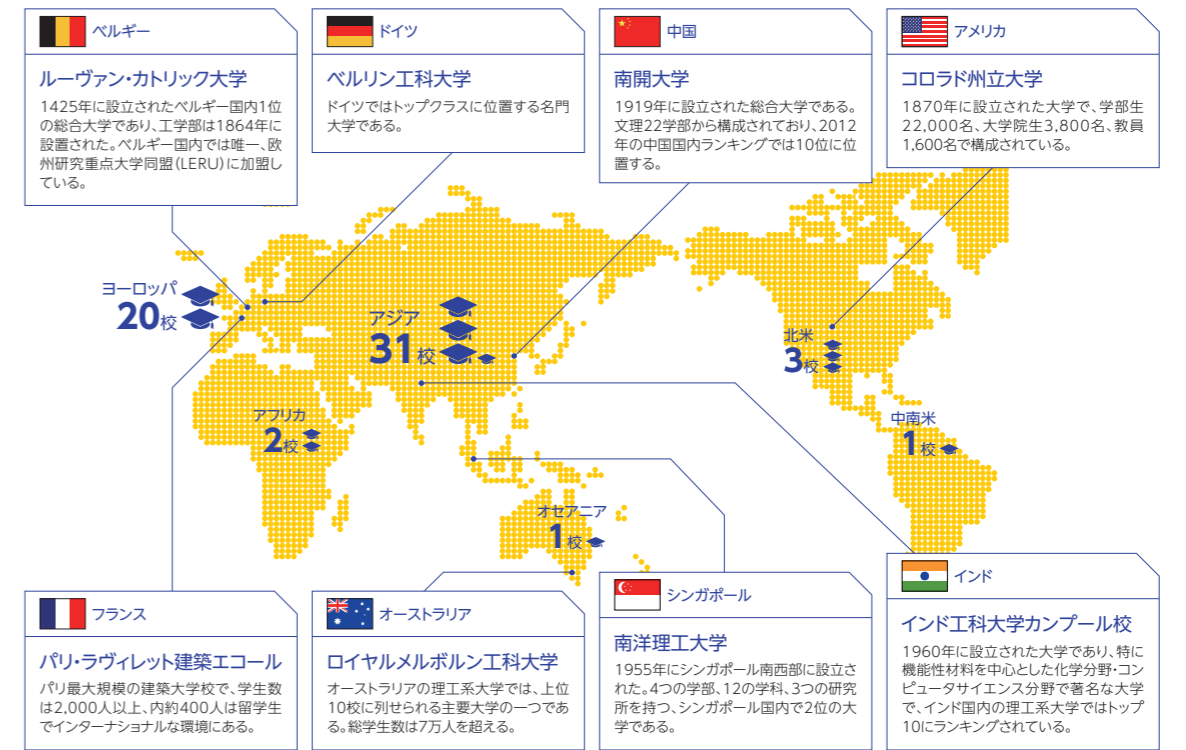 ベルギー
ルーヴァン・カトリック大学
1425年に設立されたベルギー国内1位
の総合大学であり、工学部は1864年に
設置された。ベルギー国内では唯一、欧
州研究重点大学同盟(LERU)に加盟し
ている。
ドイツ
ベルリン工科大学
ドイツではトップクラスに位置する名門
大学である。
中国
南開大学
1919年に設立された総合大学である。
文理22学部から構成されており、2012
年の中国国内ランキングでは10位に位
置する。
アメリカ
コロラド州立大学
1870年に設立された大学で、学部生
22,000名、大学院生3,800名、教員
1,600名で構成されている。
ヨーロッパ
20校
アジア
31校
北米
3校
アフリカ
2校
中南米
1校
オセアニア
1校
フランス
パリ・ラヴィレット建築エコール
パリ最大規模の建築大学校で、学生数
は2,000人以上、内約400人は留学生
でインターナショナルな環境にある。
オーストラリア
ロイヤルメルボルン工科大学
オーストラリアの理工系大学では、上位
10校に列せられる主要大学の一つであ
る。総学生数は7万人を超える。
シンガポール
南洋理工大学
1955年にシンガポール南西部に設立さ
れた。4つの学部、12の学科、3つの研究
所を持つ、シンガポール国内で2位の大
学である。
インド
インド工科大学カンプール校
1960年に設立された大学であり、特に
機能性材料を中心とした化学分野・コン
ピュータサイエンス分野で著名な大学
で、インド国内の理工系大学ではトップ
10にランキングされている。